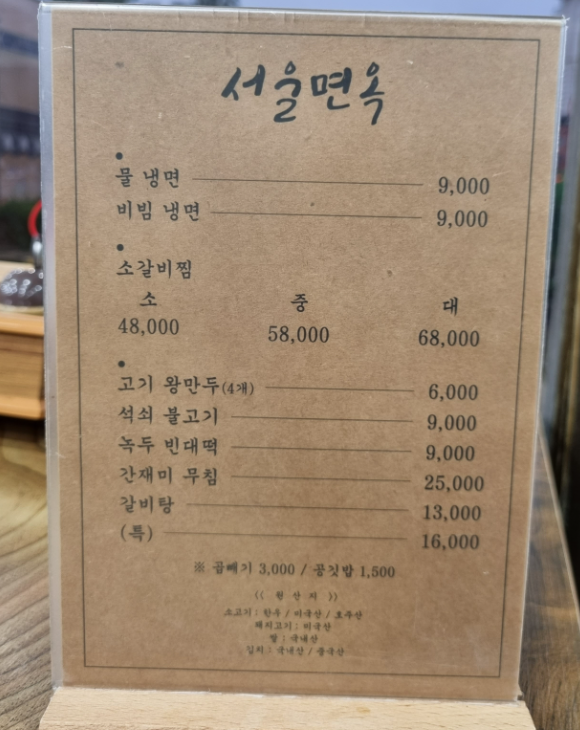 서울면옥
물 냉면 9,000
비빔 냉면 9,000
소갈비찜
소 중 대
48,000 58,000 68,000
고기 왕만두(4개) 6,000
석쇠 불고기 9,000
녹두 빈대떡 9,000
간재미 무침 25,000
갈비탕 13,000
(특) 16,000
※ 곱빼기 3,000 / 공깃밥 1,500
《 원 산 지 》
소고기 : 한우 / 미국산 / 호주산
돼지고기 : 미국산
쌀 : 국내산
김치 : 국내산 / 중국산